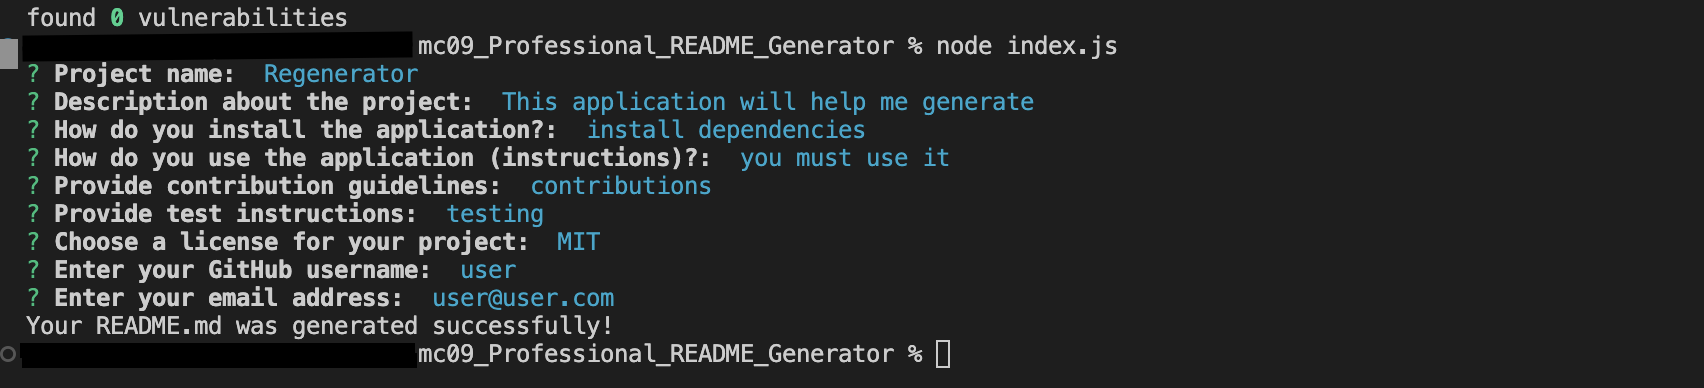 found 0 vulnerabilities
mc09_Professional_README_Generator % node index.js
? Project name:  Regenerator
? Description about the project:  This application will help me generate
? How do you install the application?:  install dependencies
? How do you use the application (instructions)?:  you must use it
? Provide contribution guidelines:  contributions
? Provide test instructions:  testing
? Choose a license for your project:  MIT
? Enter your GitHub username:  user
? Enter your email address:  user@user.com
Your README.md was generated successfully!
mc09_Professional_README_Generator %